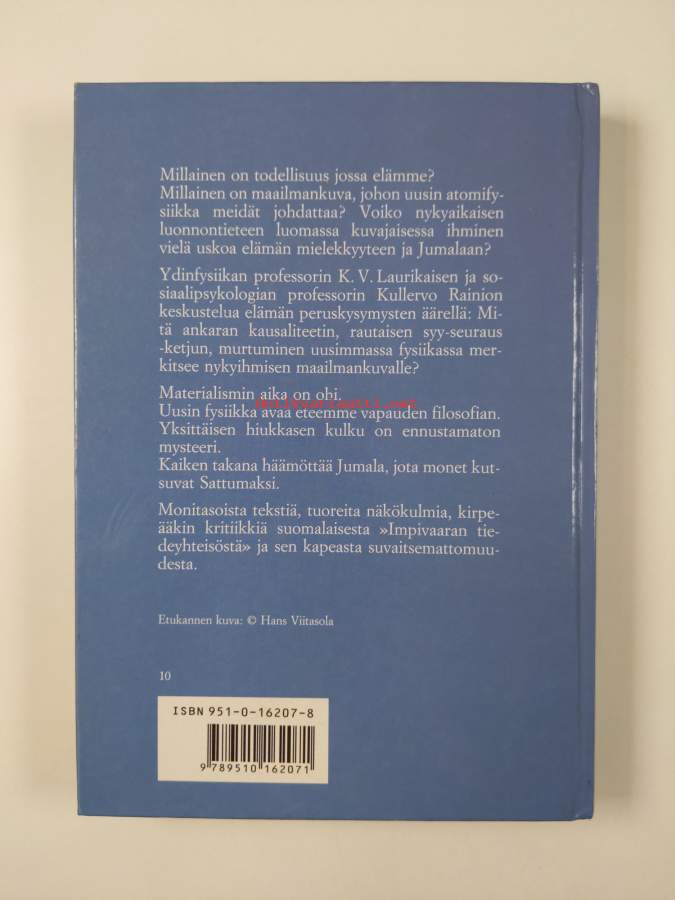 Millainen on todellisuus jossa elämme?
Millainen on maailmankuva, johon uusin atomify-
siikka meidät johdattaa? Voiko nykyaikaisen
luonnontieteen luomassa kuvajaisessa ihminen
vielä uskoa elämän mielekkyyteen ja Jumalaan?
Ydinfysiikan professorin K. V. Laurikaisen ja so-
siaalipsykologian professorin Kullervo Rainion
keskustelua elämän peruskysymysten äärellä: Mi-
tä ankaran kausaliteetin, rautaisen syy-seuraus
-ketjun, murtuminen uusimmassa fysiikassa mer-
kitsee nykyihmisen maailmankuvalle?
Materialismin aika on ohi.
Uusin fysiikka avaa eteemme vapauden filosofian.
Yksittäisen hiukkasen kulku on ennustamaton
mysteeri.
Kaiken takana häämöttää Jumala, jota monet kut-
suvat Sattumaksi.
Monitasoista tekstiä, tuoreita näkökulmia, kirpe-
ääkin kritiikkiä suomalaisesta »Impivaaran tie-
deyhteisöstä» ja sen kapeasta suvaitsemattomuu-
desta.
Etukannen kuva: © Hans Viitasola
10
ISBN 951-0-16207-8
9 789510 162071